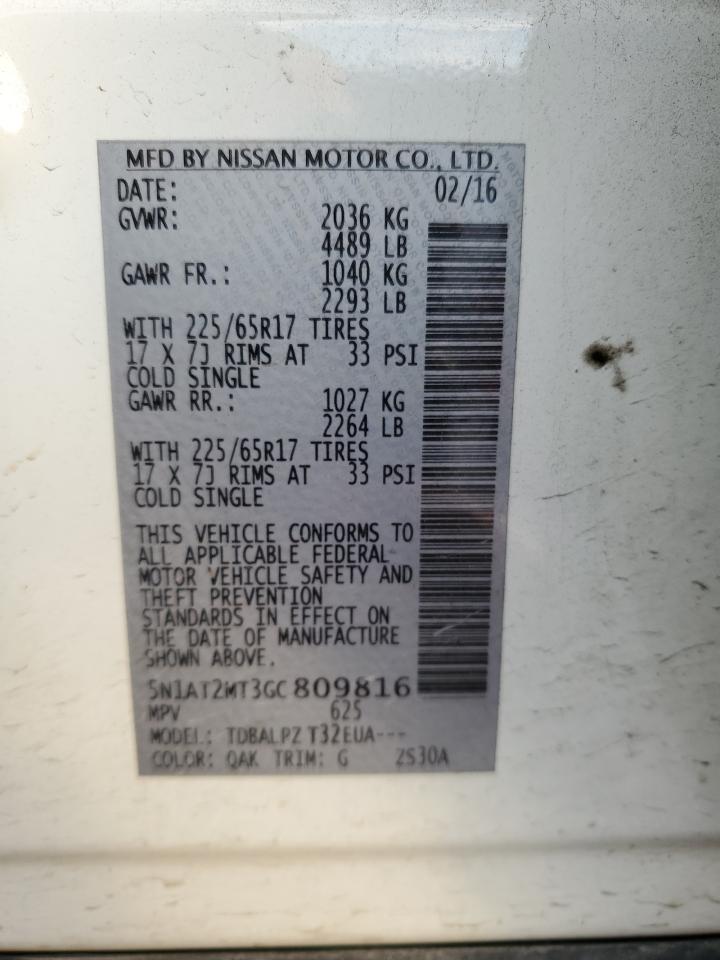 MFD BY NISSAN MOTOR CO., LTD.
DATE: 02/16
GVWR: 2036 KG
4489 LB
GAWR FR.: 1040 KG
2293 LB
WITH 225/65R17 TIRES
17 X 7J RIMS AT 33 PSI
COLD SINGLE
GAWR RR.: 1027 KG
2264 LB
WITH 225/65R17 TIRES
17 X 7J RIMS AT 33 PSI
COLD SINGLE
THIS VEHICLE CONFORMS TO
ALL APPLICABLE FEDERAL
MOTOR VEHICLE SAFETY AND
THEFT PREVENTION
STANDARDS IN EFFECT ON
THE DATE OF MANUFACTURE
SHOWN ABOVE.
5N1AT2MT3GC809816
MPV 625
MODEL: TDBALPZ T32EUA---
COLOR: QAK TRIM: G 2S30A